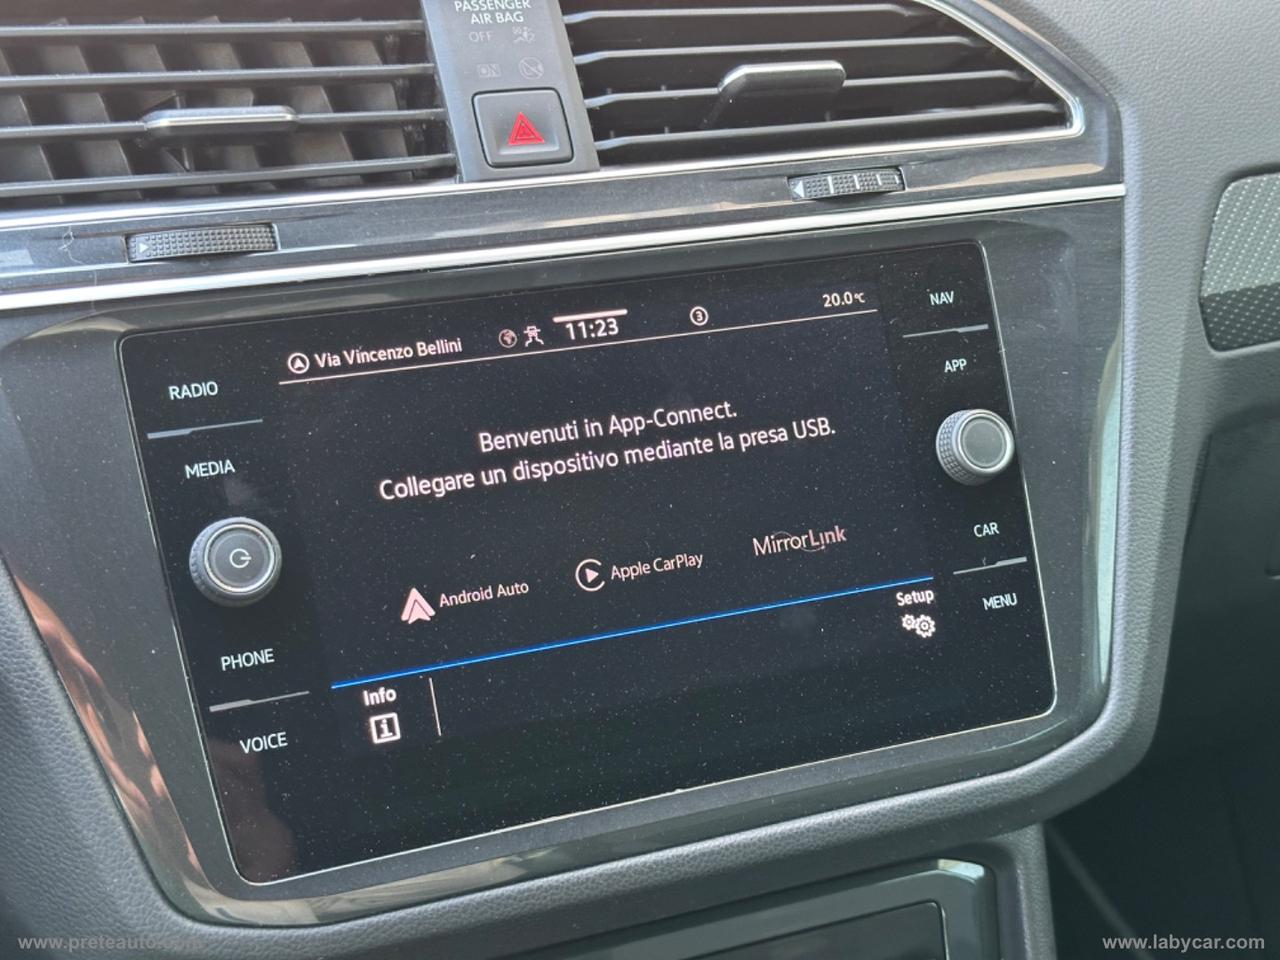 PASSENGER
AIR BAG
OFF
ON
Via Vincenzo Bellini
11:23
3
20.0°C
NAV
RADIO
APP
MEDIA
Benvenuti in App-Connect.
Collegare un dispositivo mediante la presa USB.
CAR
Android Auto
Apple CarPlay
MirrorLink
Setup
MENU
PHONE
Info
VOICE
www.preteauto.com
www.labycar.com